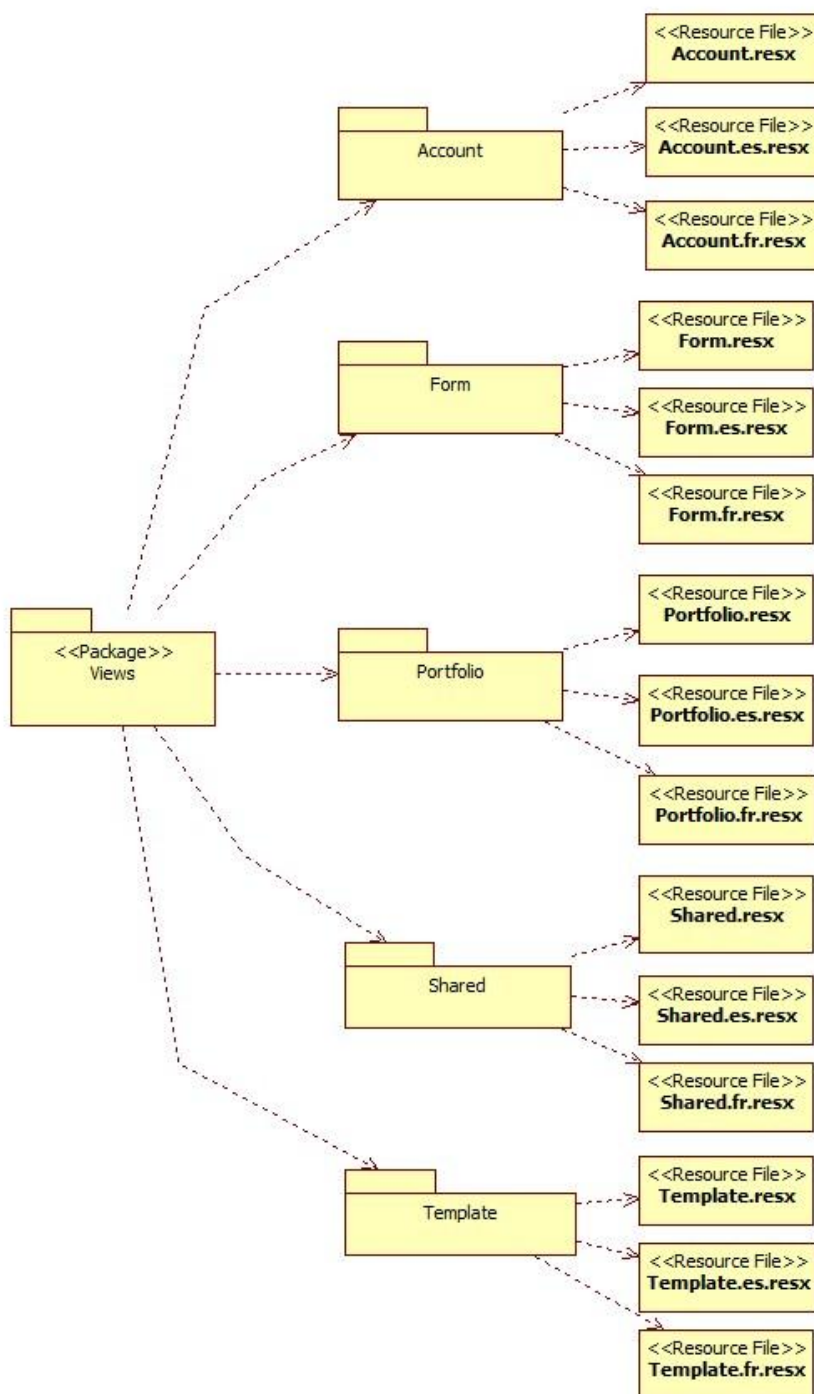 <<Resource File>>
Account.resx
<<Resource File>>
Account.es.resx
<<Resource File>>
Account.fr.resx
Account
<<Resource File>>
Form.resx
<<Resource File>>
Form.es.resx
<<Resource File>>
Form.fr.resx
Form
<<Package>>
Views
<<Resource File>>
Portfolio.resx
<<Resource File>>
Portfolio.es.resx
<<Resource File>>
Portfolio.fr.resx
Portfolio
<<Resource File>>
Shared.resx
<<Resource File>>
Shared.es.resx
<<Resource File>>
Shared.fr.resx
Shared
<<Resource File>>
Template.resx
<<Resource File>>
Template.es.resx
<<Resource File>>
Template.fr.resx
Template